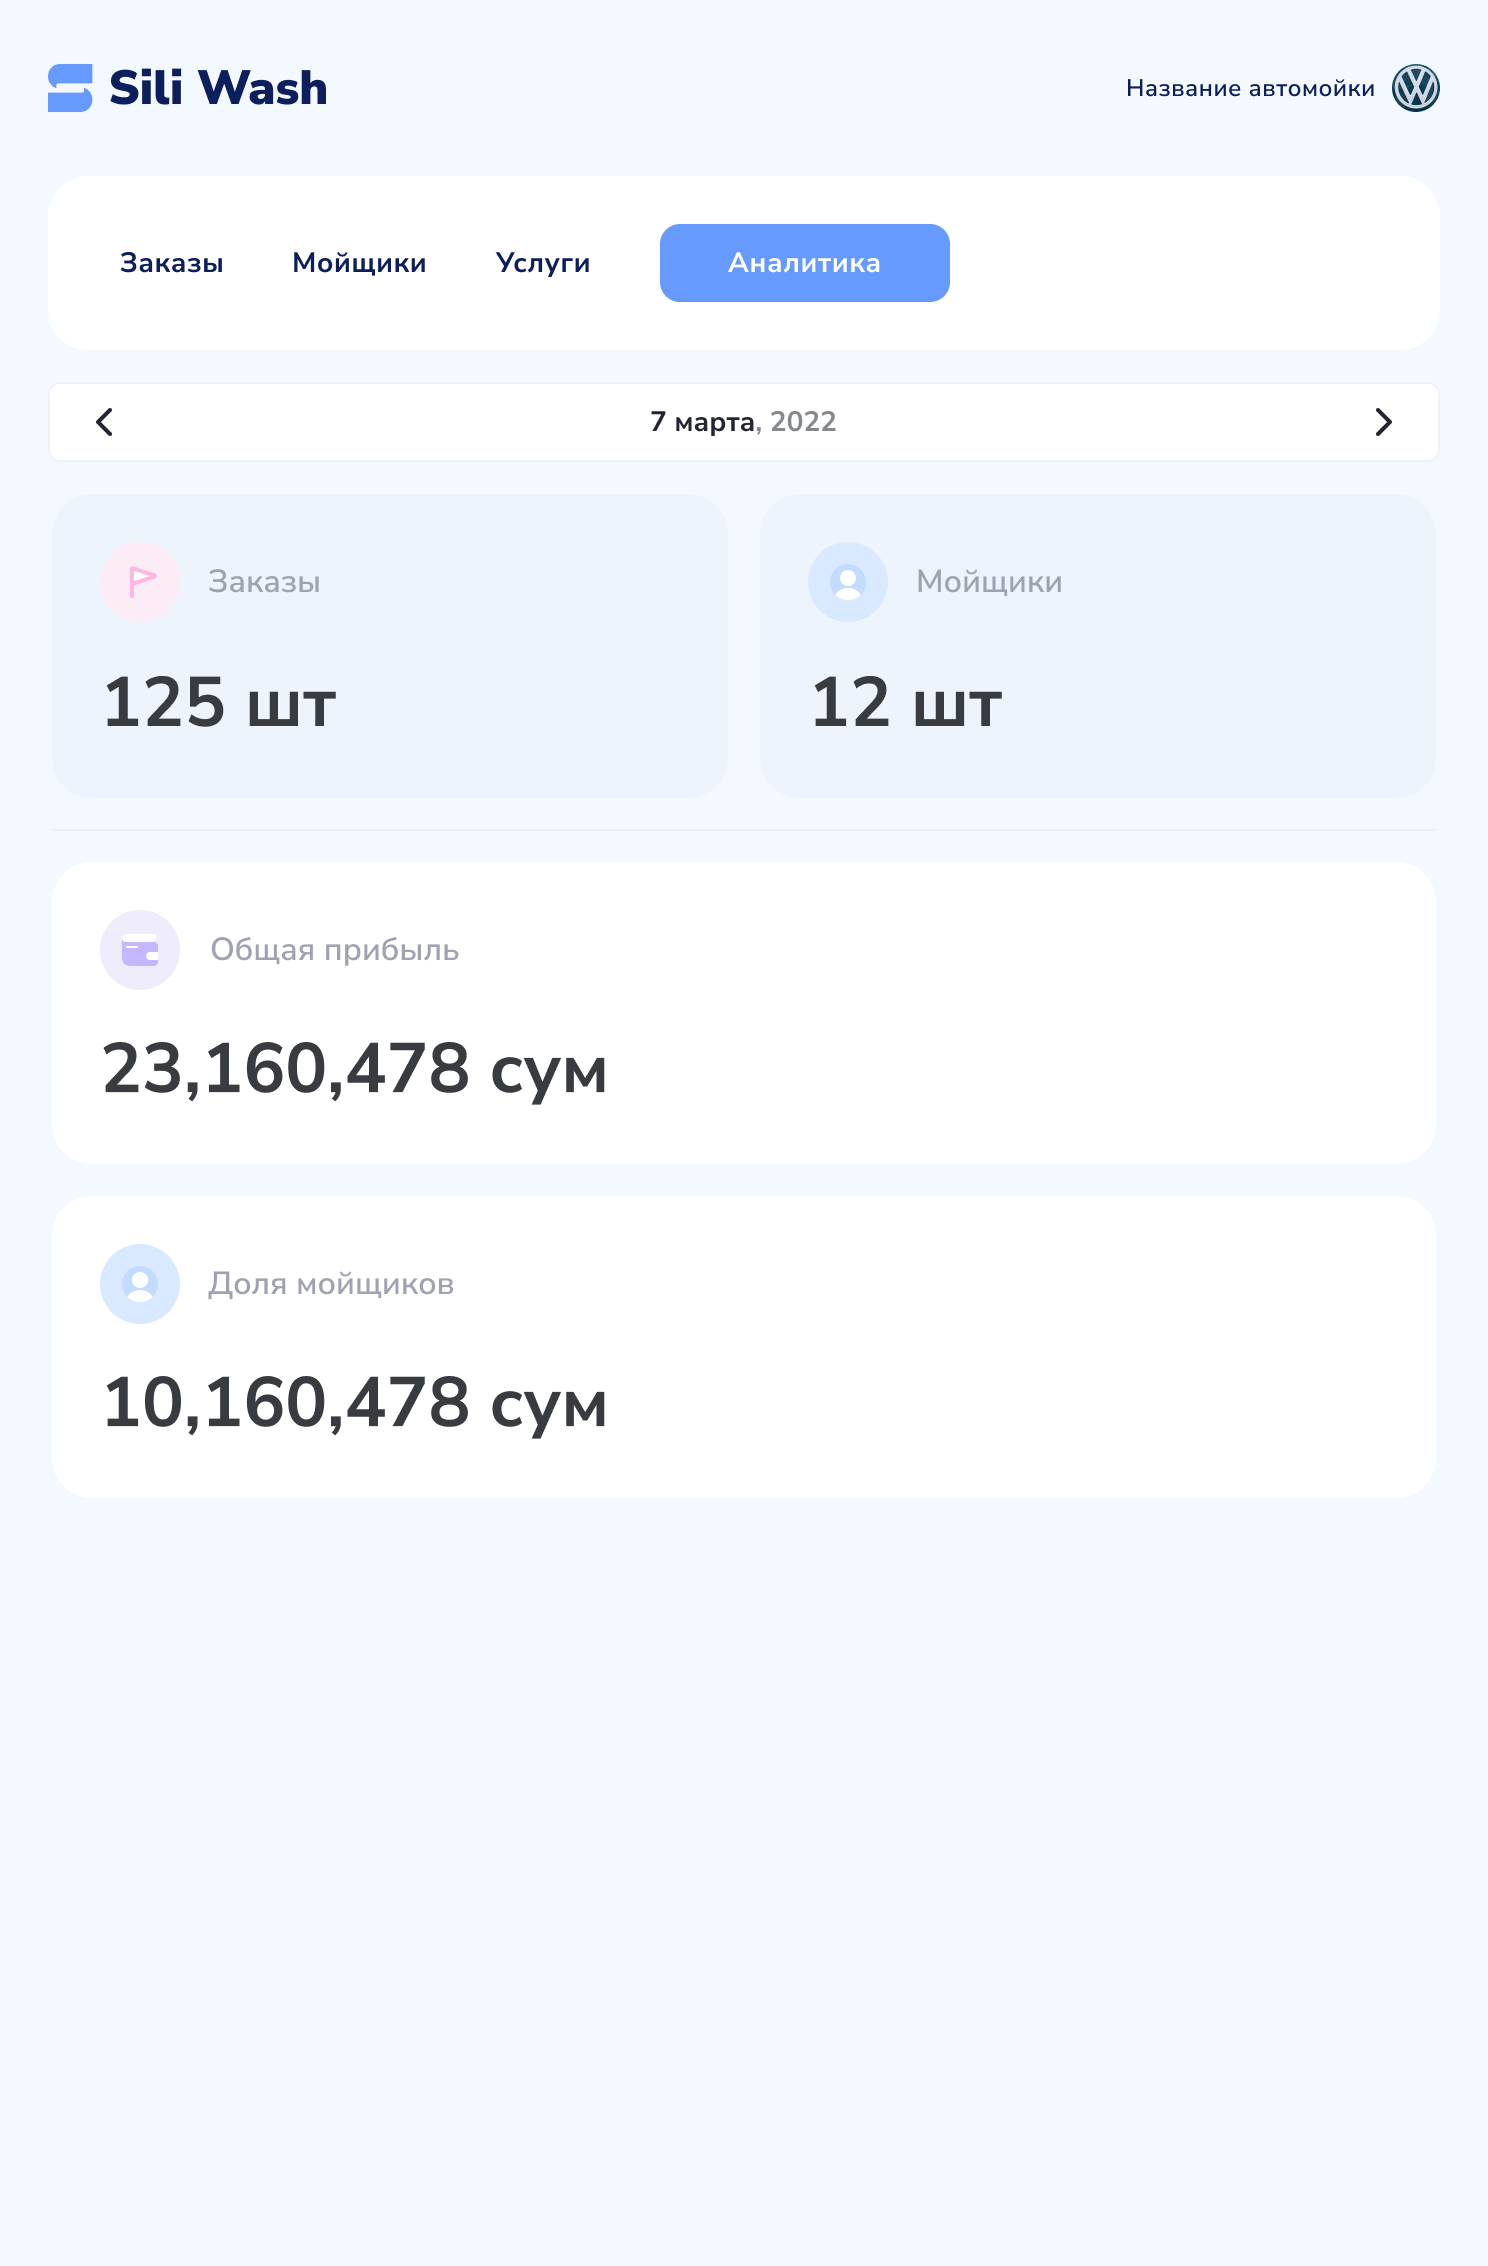 Sili Wash
Название автомойки
Заказы Мойщики Услуги Аналитика
7 марта, 2022
Заказы
125 шт
Мойщики
12 шт
Общая прибыль
23,160,478 сум
Доля мойщиков
10,160,478 сум